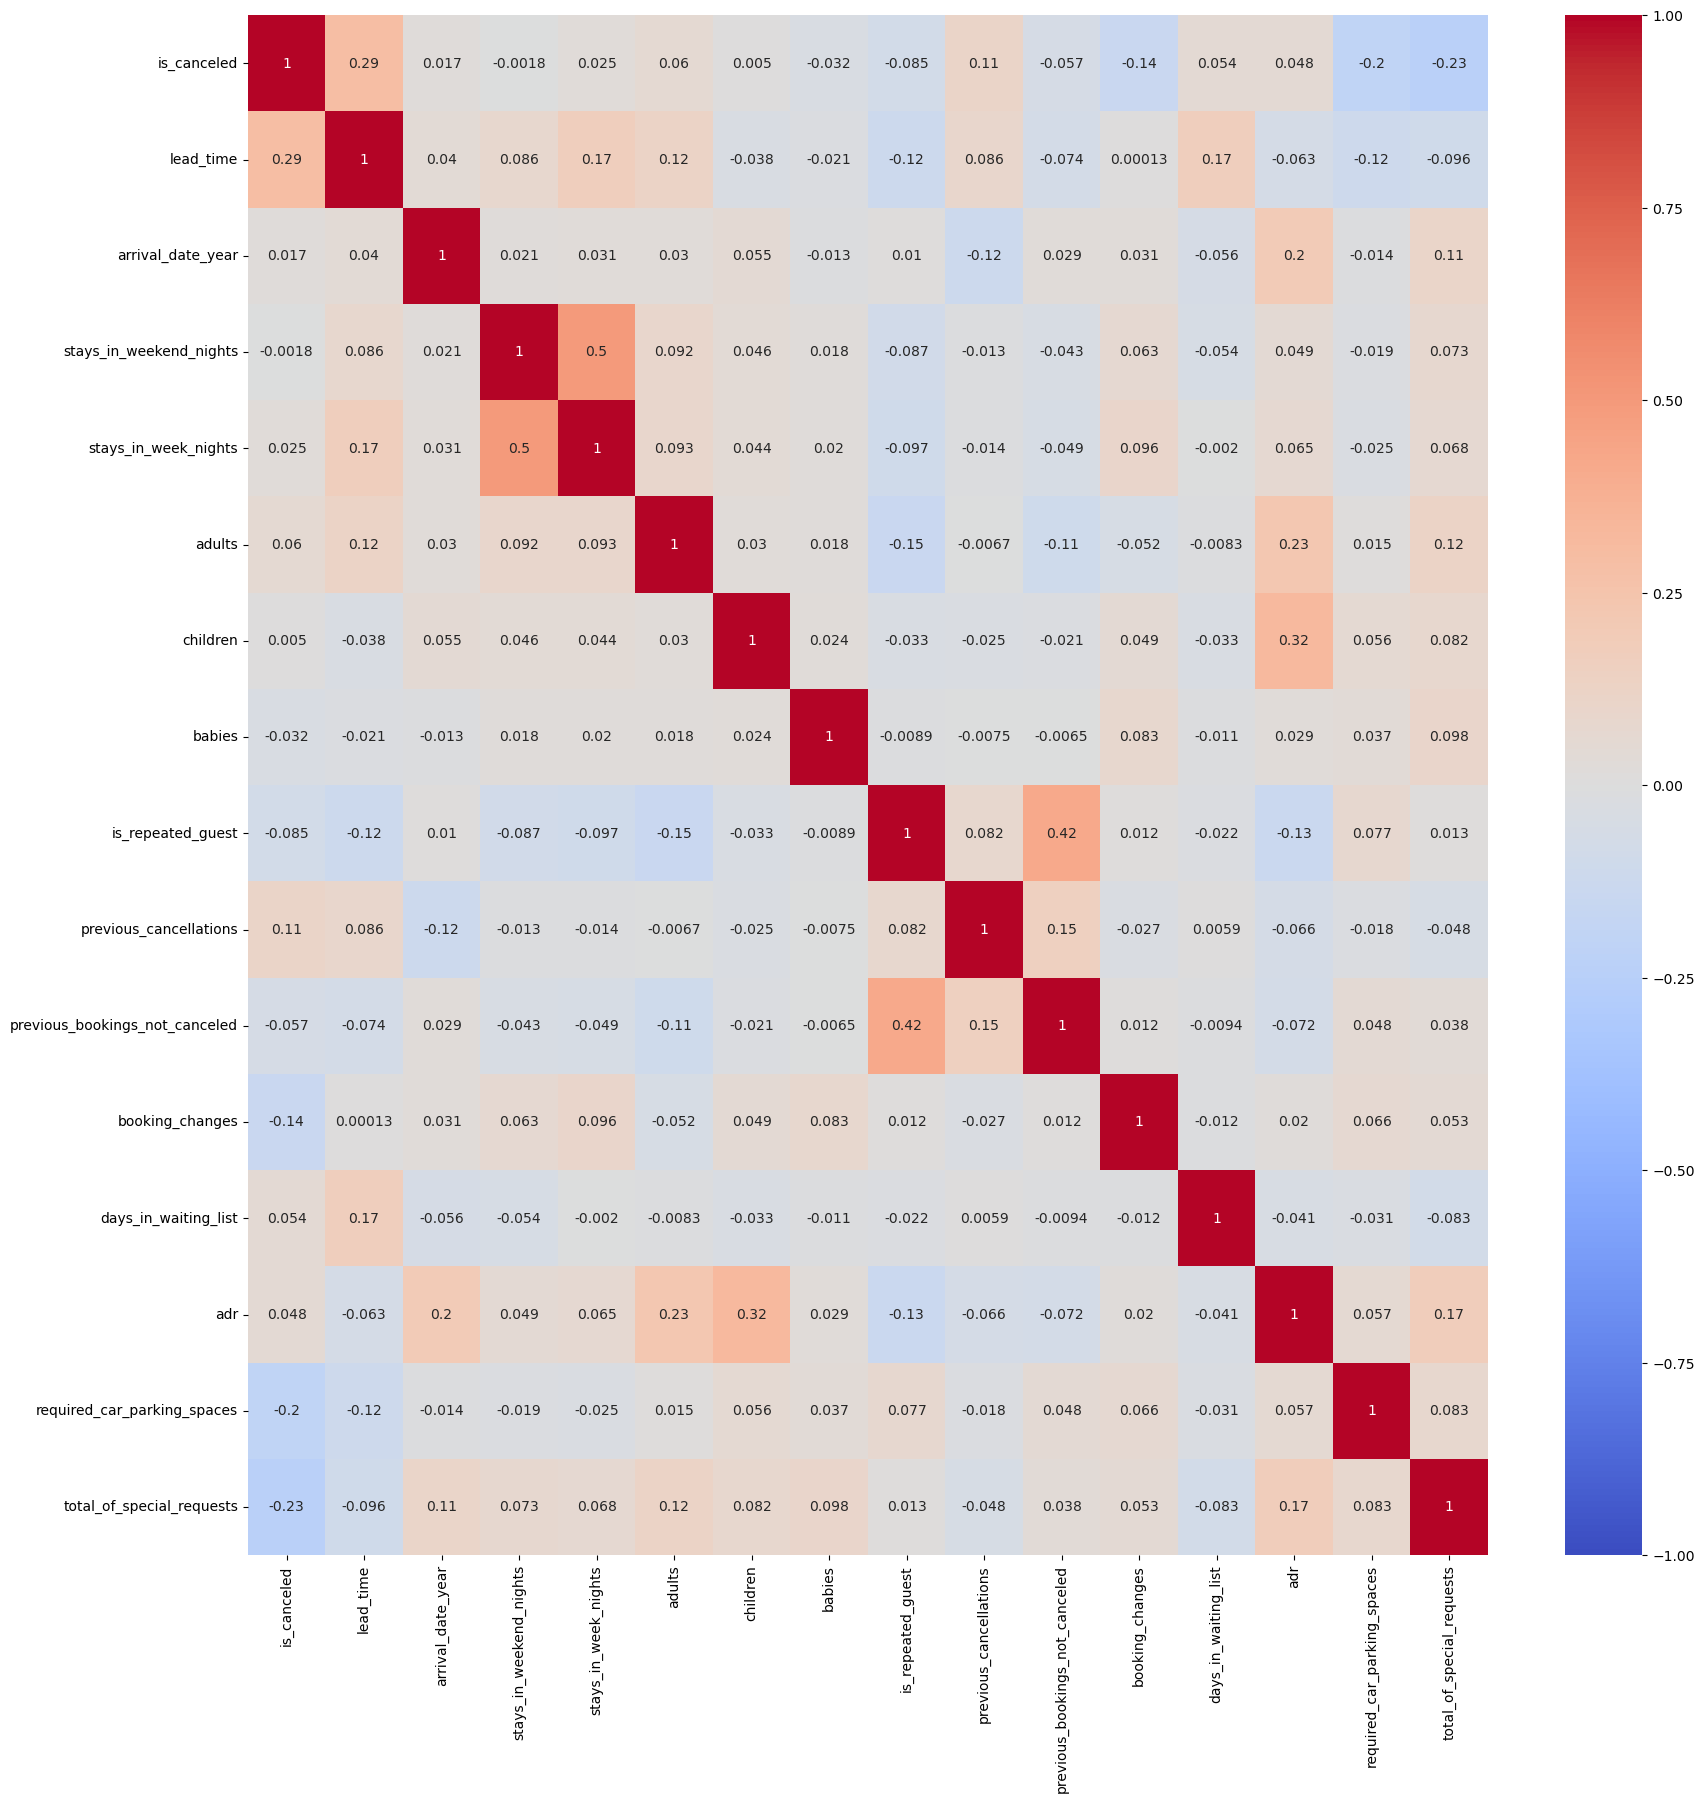 is_canceled 1 0.29 0.017 -0.0018 0.025 0.06 0.005 -0.032 -0.085 0.11 -0.057 -0.14 0.054 0.048 -0.2 -0.23
lead_time 0.29 1 0.04 0.086 0.17 0.12 -0.038 -0.021 -0.12 0.086 -0.074 0.00013 0.17 -0.063 -0.12 -0.096
arrival_date_year 0.017 0.04 1 0.021 0.031 0.03 0.055 -0.013 0.01 -0.12 0.029 0.031 -0.056 0.2 -0.014 0.11
stays_in_weekend_nights -0.0018 0.086 0.021 1 0.5 0.092 0.046 0.018 -0.087 -0.013 -0.043 0.063 -0.054 0.049 -0.019 0.073
stays_in_week_nights 0.025 0.17 0.031 0.5 1 0.093 0.044 0.02 -0.097 -0.014 -0.049 0.096 -0.002 0.065 -0.025 0.068
adults 0.06 0.12 0.03 0.092 0.093 1 0.03 0.018 -0.15 -0.0067 -0.11 -0.052 -0.0083 0.23 0.015 0.12
children 0.005 -0.038 0.055 0.046 0.044 0.03 1 0.024 -0.033 -0.025 -0.021 0.049 -0.033 0.32 0.056 0.082
babies -0.032 -0.021 -0.013 0.018 0.02 0.018 0.024 1 -0.0089 -0.0075 -0.0065 0.083 -0.011 0.029 0.037 0.098
is_repeated_guest -0.085 -0.12 0.01 -0.087 -0.097 -0.15 -0.033 -0.0089 1 0.082 0.42 0.012 -0.022 -0.13 0.077 0.013
previous_cancellations 0.11 0.086 -0.12 -0.013 -0.014 -0.0067 -0.025 -0.0075 0.082 1 0.15 -0.027 0.0059 -0.066 -0.018 -0.048
previous_bookings_not_canceled -0.057 -0.074 0.029 -0.043 -0.049 -0.11 -0.021 -0.0065 0.42 0.15 1 0.012 -0.0094 -0.072 0.048 0.038
booking_changes -0.14 0.00013 0.031 0.063 0.096 -0.052 0.049 0.083 0.012 -0.027 0.012 1 -0.012 0.02 0.066 0.053
days_in_waiting_list 0.054 0.17 -0.056 -0.054 -0.002 -0.0083 -0.033 -0.011 -0.022 0.0059 -0.0094 -0.012 1 -0.041 -0.031 -0.083
adr 0.048 -0.063 0.2 0.049 0.065 0.23 0.32 0.029 -0.13 -0.066 -0.072 0.02 -0.041 1 0.057 0.17
required_car_parking_spaces -0.2 -0.12 -0.014 -0.019 -0.025 0.015 0.056 0.037 0.077 -0.018 0.048 0.066 -0.031 0.057 1 0.083
total_of_special_requests -0.23 -0.096 0.11 0.073 0.068 0.12 0.082 0.098 0.013 -0.048 0.038 0.053 -0.083 0.17 0.083 1
is_canceled
lead_time
arrival_date_year
stays_in_weekend_nights
stays_in_week_nights
adults
children
babies
is_repeated_guest
previous_cancellations
previous_bookings_not_canceled
booking_changes
days_in_waiting_list
adr
required_car_parking_spaces
total_of_special_requests
1.00
0.75
0.50
0.25
0.00
−0.25
−0.50
−0.75
−1.00